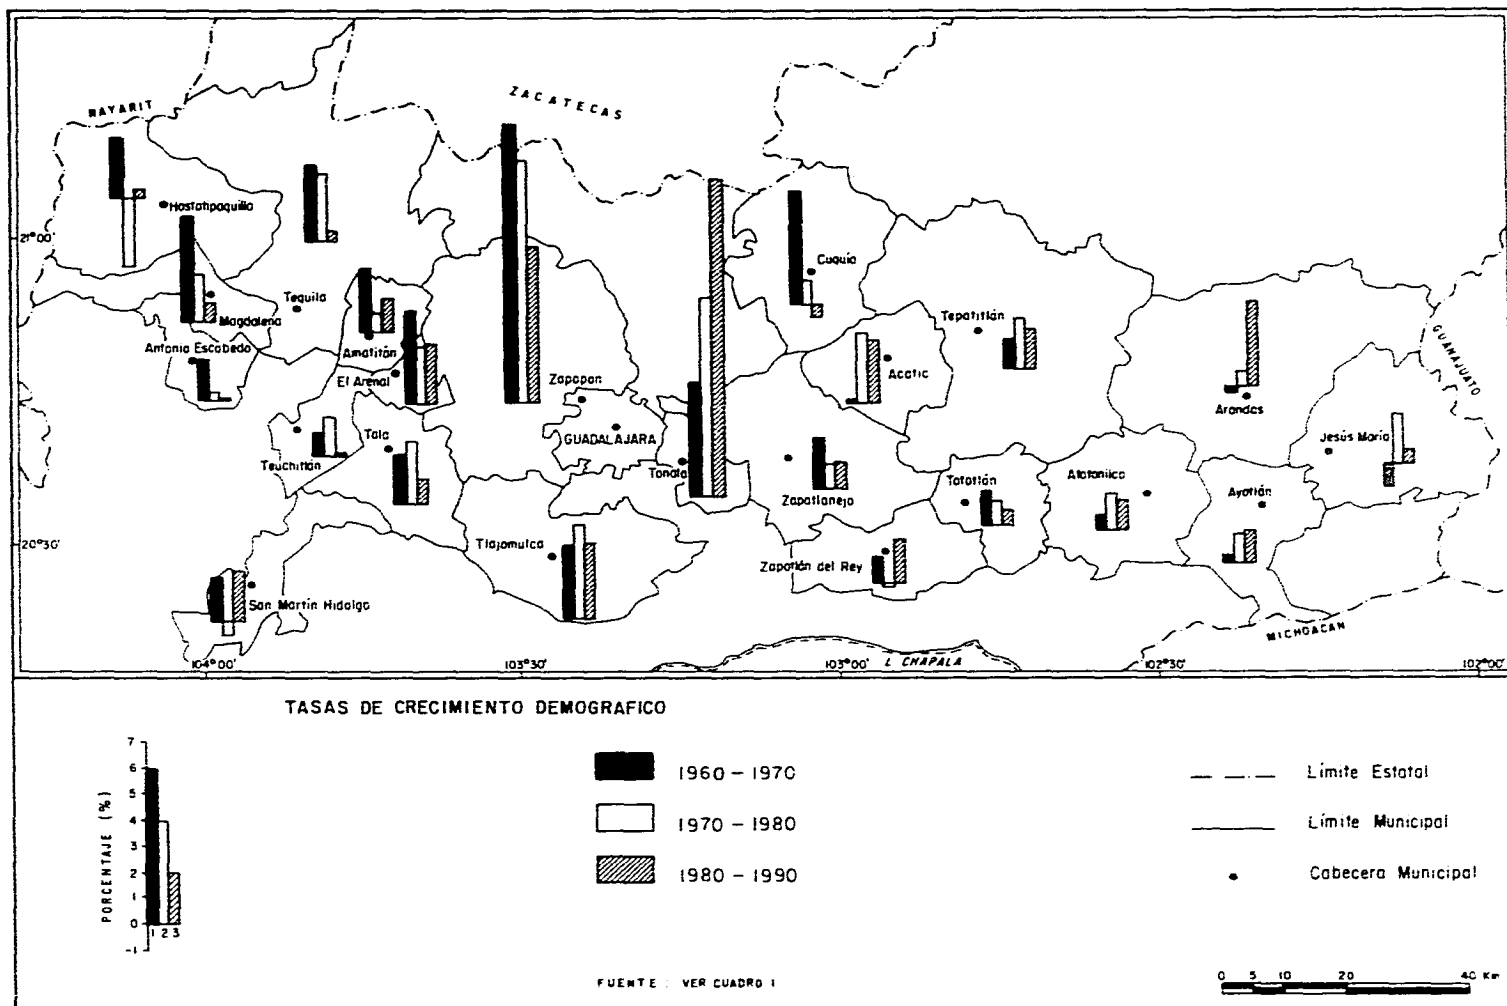 NAYARIT
ZACATECAS
Hostotipaquillo
21°00'
Cuquio
Tequila
Magdalena
Tepatitlán
GUANAJUATO
Antonio Escobedo
Amatitán
El Arenal
Zapopan
Acatic
Arandas
GUADALAJARA
Teuchitlán
Tala
Jesús María
Tonala
Zapotlanejo
Tototlán
Atotonilco
Ayotlán
20°30'
Tlajomulco
Zapotlán del Rey
San Martín Hidalgo
MICHOACAN
L. CHAPALA
104°00'
103°30'
103°00'
102°30'
102°00'
TASAS DE CRECIMIENTO DEMOGRAFICO
PORCENTAJE (%)
7
6
5
4
3
2
1
0
-1
1 2 3
1960 - 1970
1970 - 1980
1980 - 1990
Límite Estatal
Límite Municipal
Cabecera Municipal
FUENTE : VER CUADRO 1
0 5 10 20 40 Km